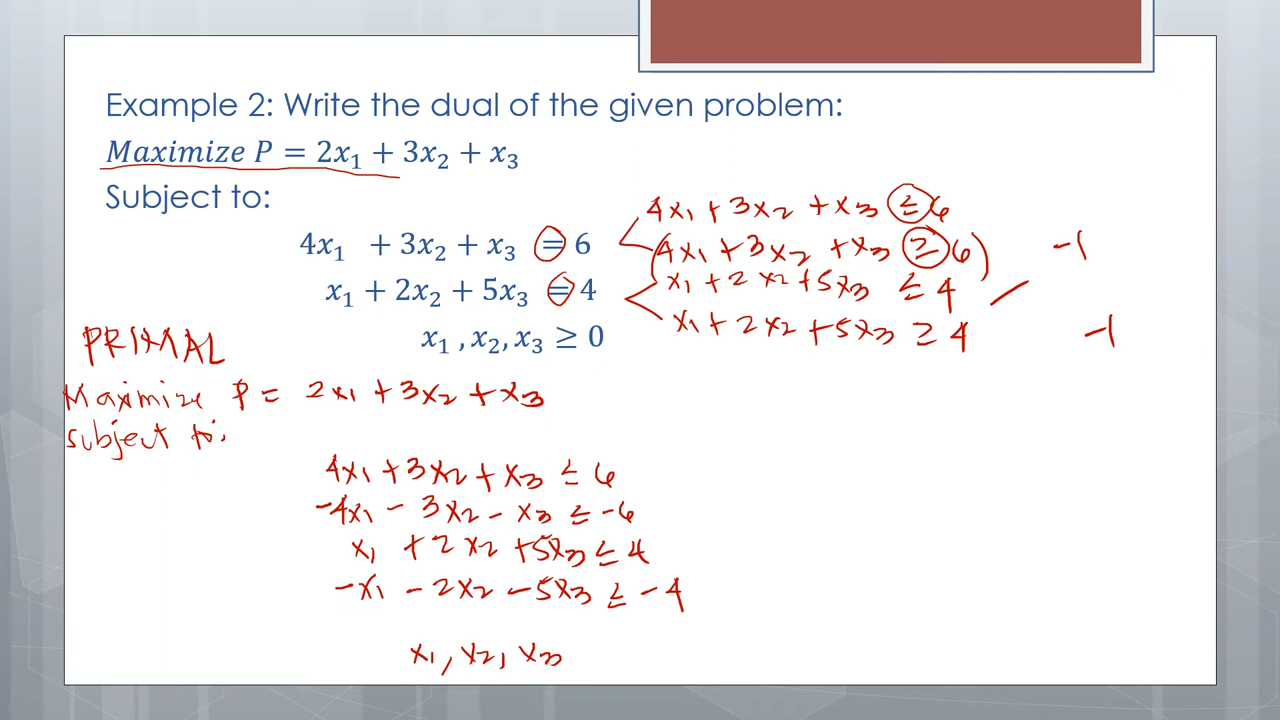 Example 2: Write the dual of the given problem:
Maximize P = 2x₁ + 3x₂ + x₃
Subject to:
4x₁ + 3x₂ + x₃ = 6
x₁ + 2x₂ + 5x₃ = 4
x₁ , x₂, x₃ ≥ 0
4x₁ + 3x₂ + x₃ ≤ 6
4x₁ + 3x₂ + x₃ ≥ 6 -1
x₁ + 2x₂ + 5x₃ ≤ 4
x₁ + 2x₂ + 5x₃ ≥ 4 -1
PRIMAL
Maximize P = 2x₁ + 3x₂ + x₃
Subject to:
4x₁ + 3x₂ + x₃ ≤ 6
-4x₁ - 3x₂ - x₃ ≤ -6
x₁ + 2x₂ + 5x₃ ≤ 4
-x₁ - 2x₂ - 5x₃ ≤ -4
x₁, x₂, x₃